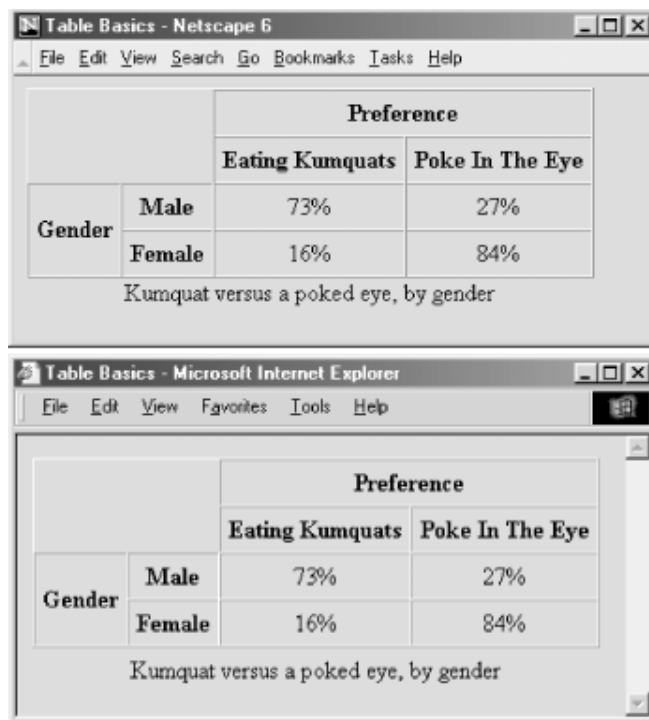 Table Basics - Netscape 6
File Edit View Search Go Bookmarks Tasks Help
Preference
Eating Kumquats Poke In The Eye
Gender
Male 73% 27%
Female 16% 84%
Kumquat versus a poked eye, by gender
Table Basics - Microsoft Internet Explorer
File Edit View Favorites Tools Help
Preference
Eating Kumquats Poke In The Eye
Gender
Male 73% 27%
Female 16% 84%
Kumquat versus a poked eye, by gender